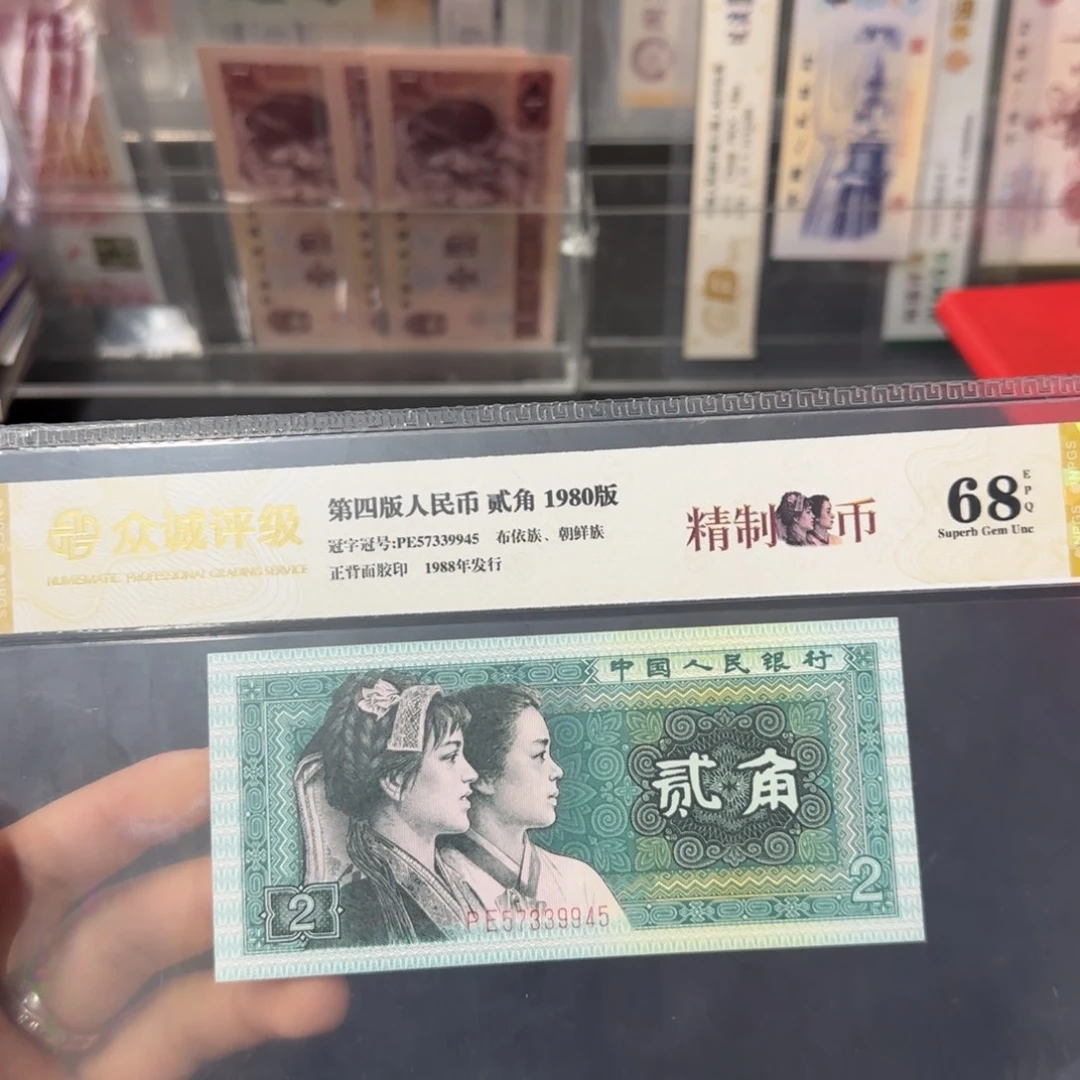 众诚评级
NUMISMATIC PROFESSIONAL GRADING SERVICE
第四版人民币 贰角 1980版
冠字冠号:PE57339945 布依族、朝鲜族
正背面胶印 1988年发行
精制币
68
EPQ
Superb Gem Unc
NPGS
中国人民银行
贰角
2
2
PE57339945